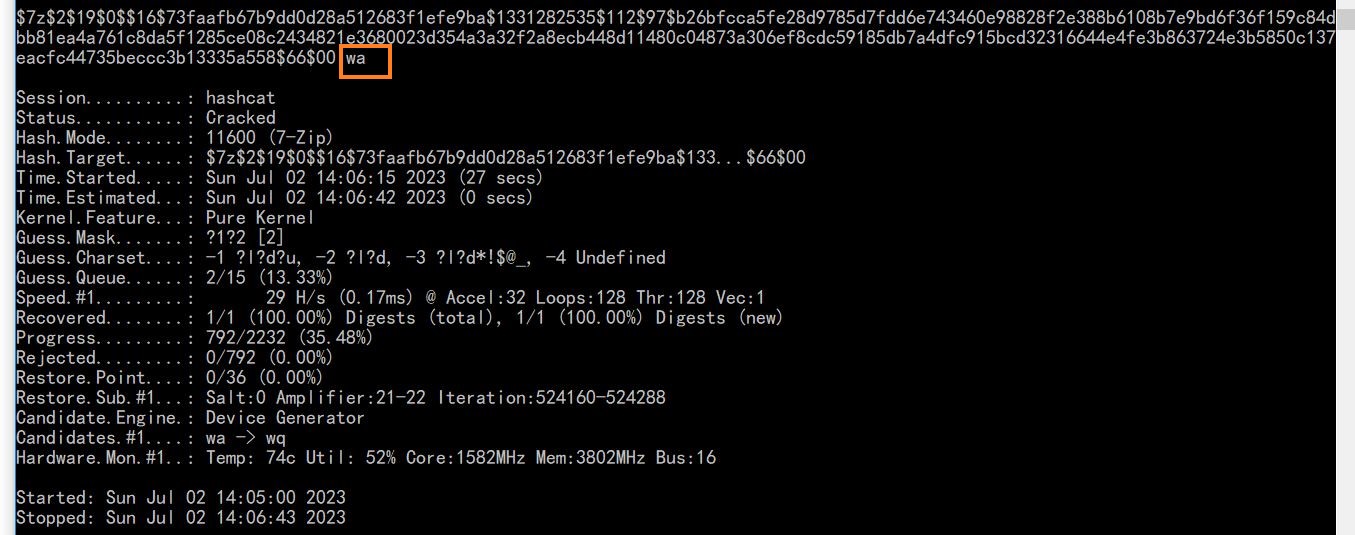 $7z$2$19$0$$16$73faafb67b9dd0d28a512683f1efe9ba$1331282535$112$97$b26bfcca5fe28d9785d7fdd6e743460e98828f2e388b6108b7e9bd6f36f159c84d
bb81ea4a761c8da5f1285ce08c2434821e3680023d354a3a32f2a8ecb448d11480c04873a306ef8cdc59185db7a4dfc915bcd32316644e4fe3b863724e3b5850c137
eacfc44735beccc3b13335a558$66$00 wa
Session..........: hashcat
Status...........: Cracked
Hash.Mode........: 11600 (7-Zip)
Hash.Target......: $7z$2$19$0$$16$73faafb67b9dd0d28a512683f1efe9ba$133...$66$00
Time.Started.....: Sun Jul 02 14:06:15 2023 (27 secs)
Time.Estimated...: Sun Jul 02 14:06:42 2023 (0 secs)
Kernel.Feature...: Pure Kernel
Guess.Mask.......: ?1?2 [2]
Guess.Charset....: -1 ?l?d?u, -2 ?l?d, -3 ?l?d*!$@_, -4 Undefined
Guess.Queue......: 2/15 (13.33%)
Speed.#1.........:       29 H/s (0.17ms) @ Accel:32 Loops:128 Thr:128 Vec:1
Recovered........: 1/1 (100.00%) Digests (total), 1/1 (100.00%) Digests (new)
Progress.........: 792/2232 (35.48%)
Rejected.........: 0/792 (0.00%)
Restore.Point....: 0/36 (0.00%)
Restore.Sub.#1...: Salt:0 Amplifier:21-22 Iteration:524160-524288
Candidate.Engine.: Device Generator
Candidates.#1....: wa -> wq
Hardware.Mon.#1..: Temp: 74c Util: 52% Core:1582MHz Mem:3802MHz Bus:16
Started: Sun Jul 02 14:05:00 2023
Stopped: Sun Jul 02 14:06:43 2023